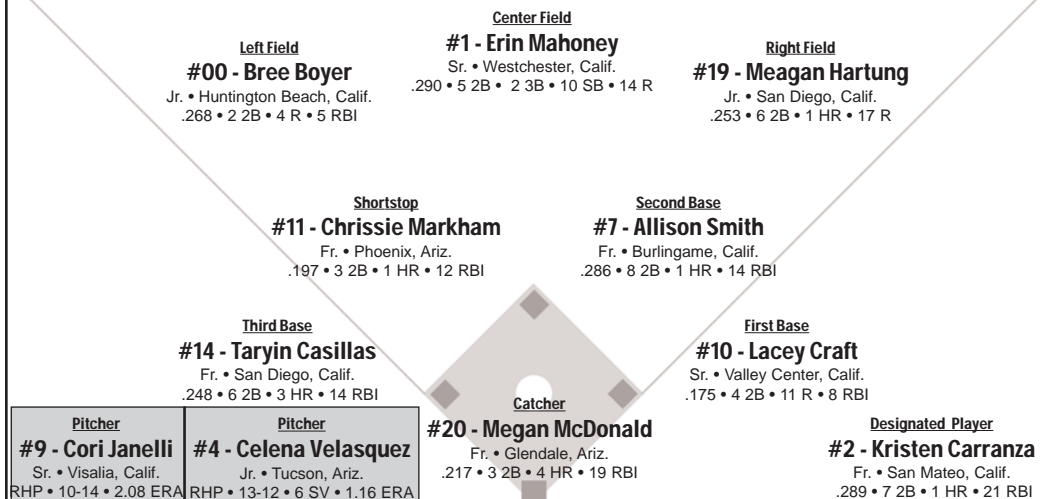 Center Field
#1 - Erin Mahoney
Sr. • Westchester, Calif.
.290 • 5 2B • 2 3B • 10 SB • 14 R
Left Field
#00 - Bree Boyer
Jr. • Huntington Beach, Calif.
.268 • 2 2B • 4 R • 5 RBI
Right Field
#19 - Meagan Hartung
Jr. • San Diego, Calif.
.253 • 6 2B • 1 HR • 17 R
Shortstop
#11 - Chrissie Markham
Fr. • Phoenix, Ariz.
.197 • 3 2B • 1 HR • 12 RBI
Second Base
#7 - Allison Smith
Fr. • Burlingame, Calif.
.286 • 8 2B • 1 HR • 14 RBI
Third Base
#14 - Taryin Casillas
Fr. • San Diego, Calif.
.248 • 6 2B • 3 HR • 14 RBI
First Base
#10 - Lacey Craft
Sr. • Valley Center, Calif.
.175 • 4 2B • 11 R • 8 RBI
Pitcher
#9 - Cori Janelli
Sr. • Visalia, Calif.
RHP • 10-14 • 2.08 ERA
Pitcher
#4 - Celena Velasquez
Jr. • Tucson, Ariz.
RHP • 13-12 • 6 SV • 1.16 ERA
Catcher
#20 - Megan McDonald
Fr. • Glendale, Ariz.
.217 • 3 2B • 4 HR • 19 RBI
Designated Player
#2 - Kristen Carranza
Fr. • San Mateo, Calif.
.289 • 7 2B • 1 HR • 21 RBI